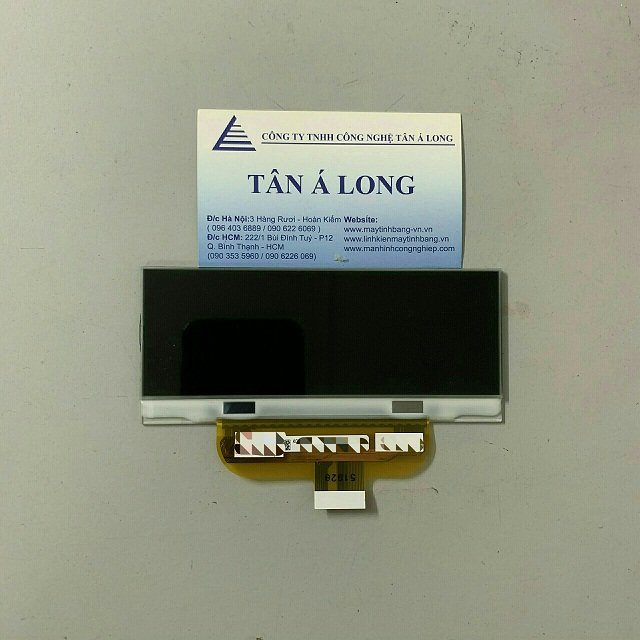 CÔNG TY TNHH CÔNG NGHỆ TÂN Á LONG
TÂN Á LONG
Đ/c Hà Nội:3 Hàng Rươi - Hoàn Kiếm
( 096 403 6889 / 090 622 6069 )
Đ/c HCM: 222/1 Bùi Đình Tuý - P12
Q. Bình Thạnh - HCM
(090 353 5960 / 090 6226 069)
Website:
www.maytinhbang-vn.vn
www.linhkienmaytinhbang.vn
www.manhinhcongnghiep.com